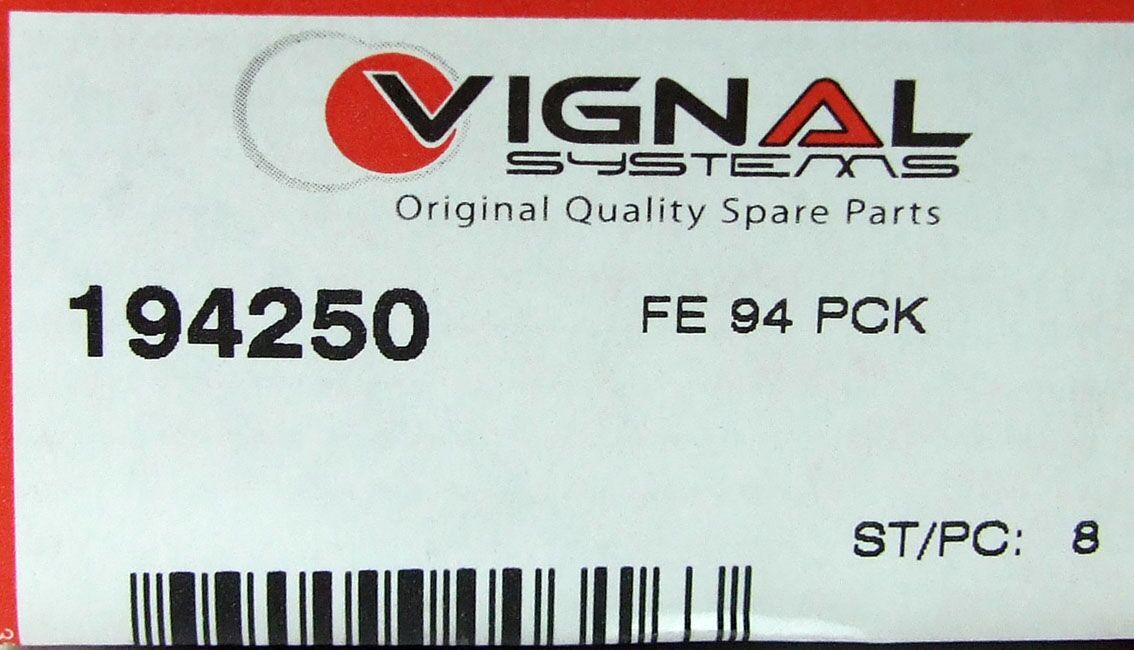 VIGNAL
SYSTEMS
Original Quality Spare Parts
194250 FE 94 PCK
ST/PC: 8